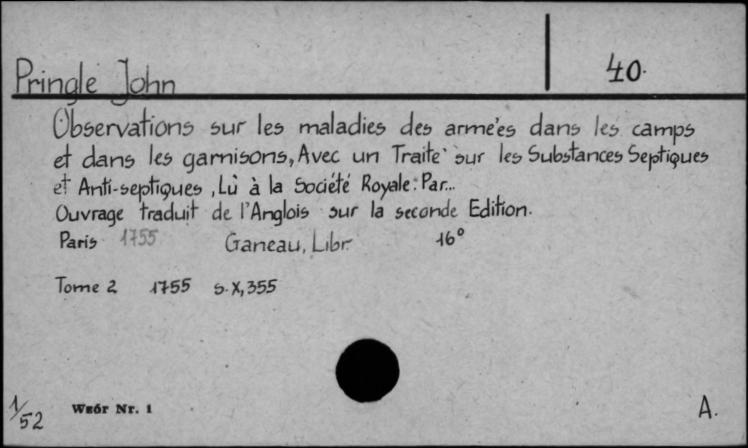 Pringle John
40.
Observations sur les maladies des armées dans les camps
et dans les garnisons, Avec un Traité sur les Substances Septiques
et Anti-septiques, Lù à la Société Royale: Par...
Ouvrage traduit de l'Anglois sur la seconde Edition.
Paris 1755 Ganeau, Libr 16°
Tome 2 1755 s. X, 355
1/52
Wzór Nr. 1
A.